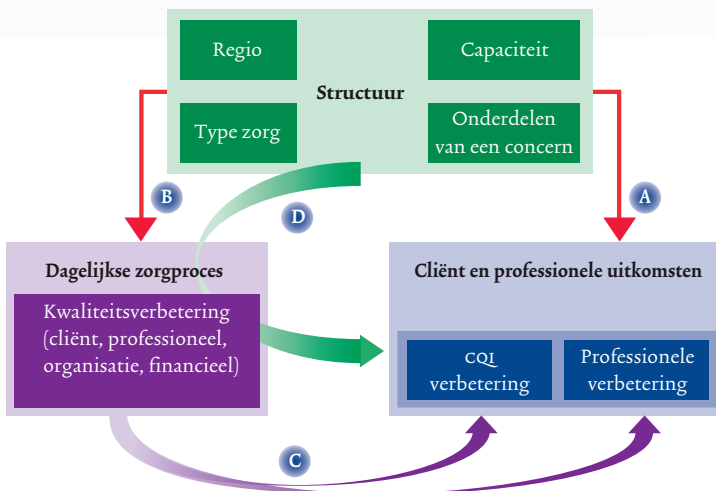 Regio
Capaciteit
Structuur
Type zorg
Onderdelen
van een concern
B
D
A
Dagelijkse zorgproces
Kwaliteitsverbetering
(cliënt, professioneel,
organisatie, financieel)
Cliënt en professionele uitkomsten
CQI
verbetering
Professionele
verbetering
C